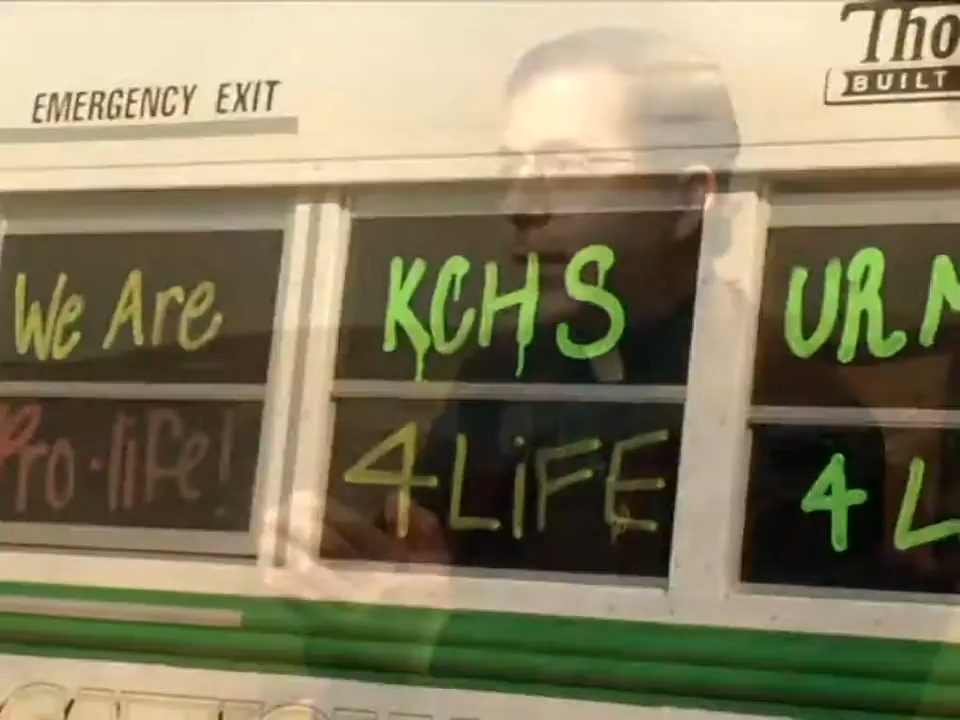 EMERGENCY EXIT
Tho
BUILT
We Are
Pro-life!
KCHS
4 LiFE
UR
4 L